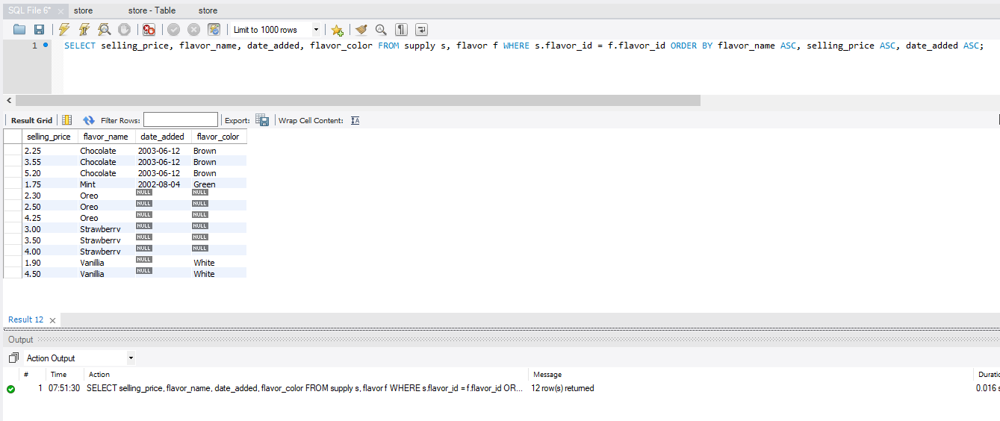 SQL File 6* store store - Table store
Limit to 1000 rows
1 SELECT selling_price, flavor_name, date_added, flavor_color FROM supply s, flavor f WHERE s.flavor_id = f.flavor_id ORDER BY flavor_name ASC, selling_price ASC, date_added ASC;
Result Grid Filter Rows: Export: Wrap Cell Content:
selling_price flavor_name date_added flavor_color
2.25 Chocolate 2003-06-12 Brown
3.55 Chocolate 2003-06-12 Brown
5.20 Chocolate 2003-06-12 Brown
1.75 Mint 2002-08-04 Green
2.30 Oreo NULL NULL
2.50 Oreo NULL NULL
4.25 Oreo NULL NULL
3.00 Strawberry NULL NULL
3.50 Strawberry NULL NULL
4.00 Strawberry NULL NULL
1.90 Vanillia NULL White
4.50 Vanillia NULL White
Result 12
Output
Action Output
# Time Action Message Duratio
1 07:51:30 SELECT selling_price, flavor_name, date_added, flavor_color FROM supply s, flavor f WHERE s.flavor_id = f.flavor_id OR... 12 row(s) returned 0.016 s